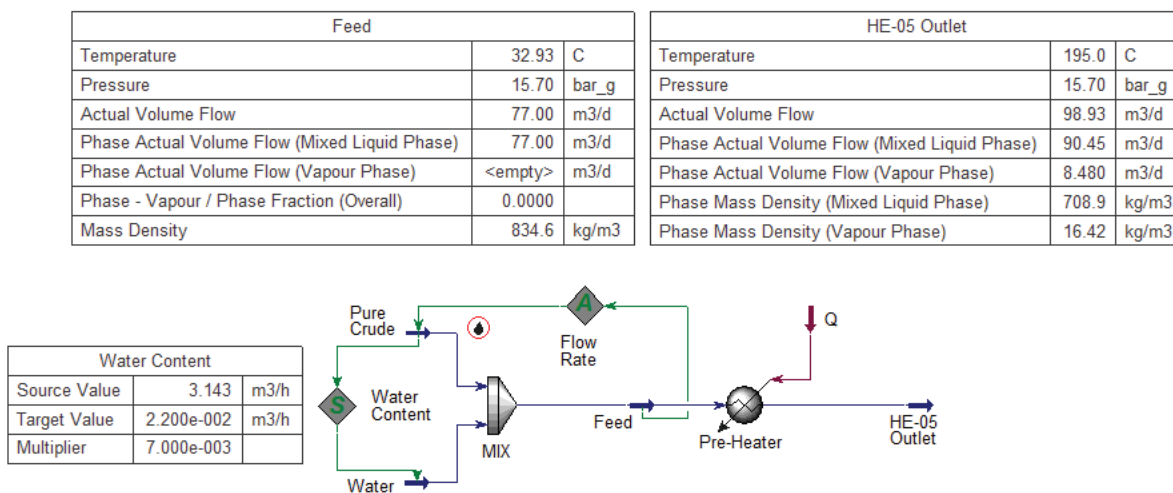 Feed
Temperature 32.93 C
Pressure 15.70 bar_g
Actual Volume Flow 77.00 m3/d
Phase Actual Volume Flow (Mixed Liquid Phase) 77.00 m3/d
Phase Actual Volume Flow (Vapour Phase) <empty> m3/d
Phase - Vapour / Phase Fraction (Overall) 0.0000
Mass Density 834.6 kg/m3
HE-05 Outlet
Temperature 195.0 C
Pressure 15.70 bar_g
Actual Volume Flow 98.93 m3/d
Phase Actual Volume Flow (Mixed Liquid Phase) 90.45 m3/d
Phase Actual Volume Flow (Vapour Phase) 8.480 m3/d
Phase Mass Density (Mixed Liquid Phase) 708.9 kg/m3
Phase Mass Density (Vapour Phase) 16.42 kg/m3
Water Content
Source Value 3.143 m3/h
Target Value 2.200e-002 m3/h
Multiplier 7.000e-003
Pure
Crude
A
Flow
Rate
S
Water
Content
MIX
Water
Feed
Q
Pre-Heater
HE-05
Outlet